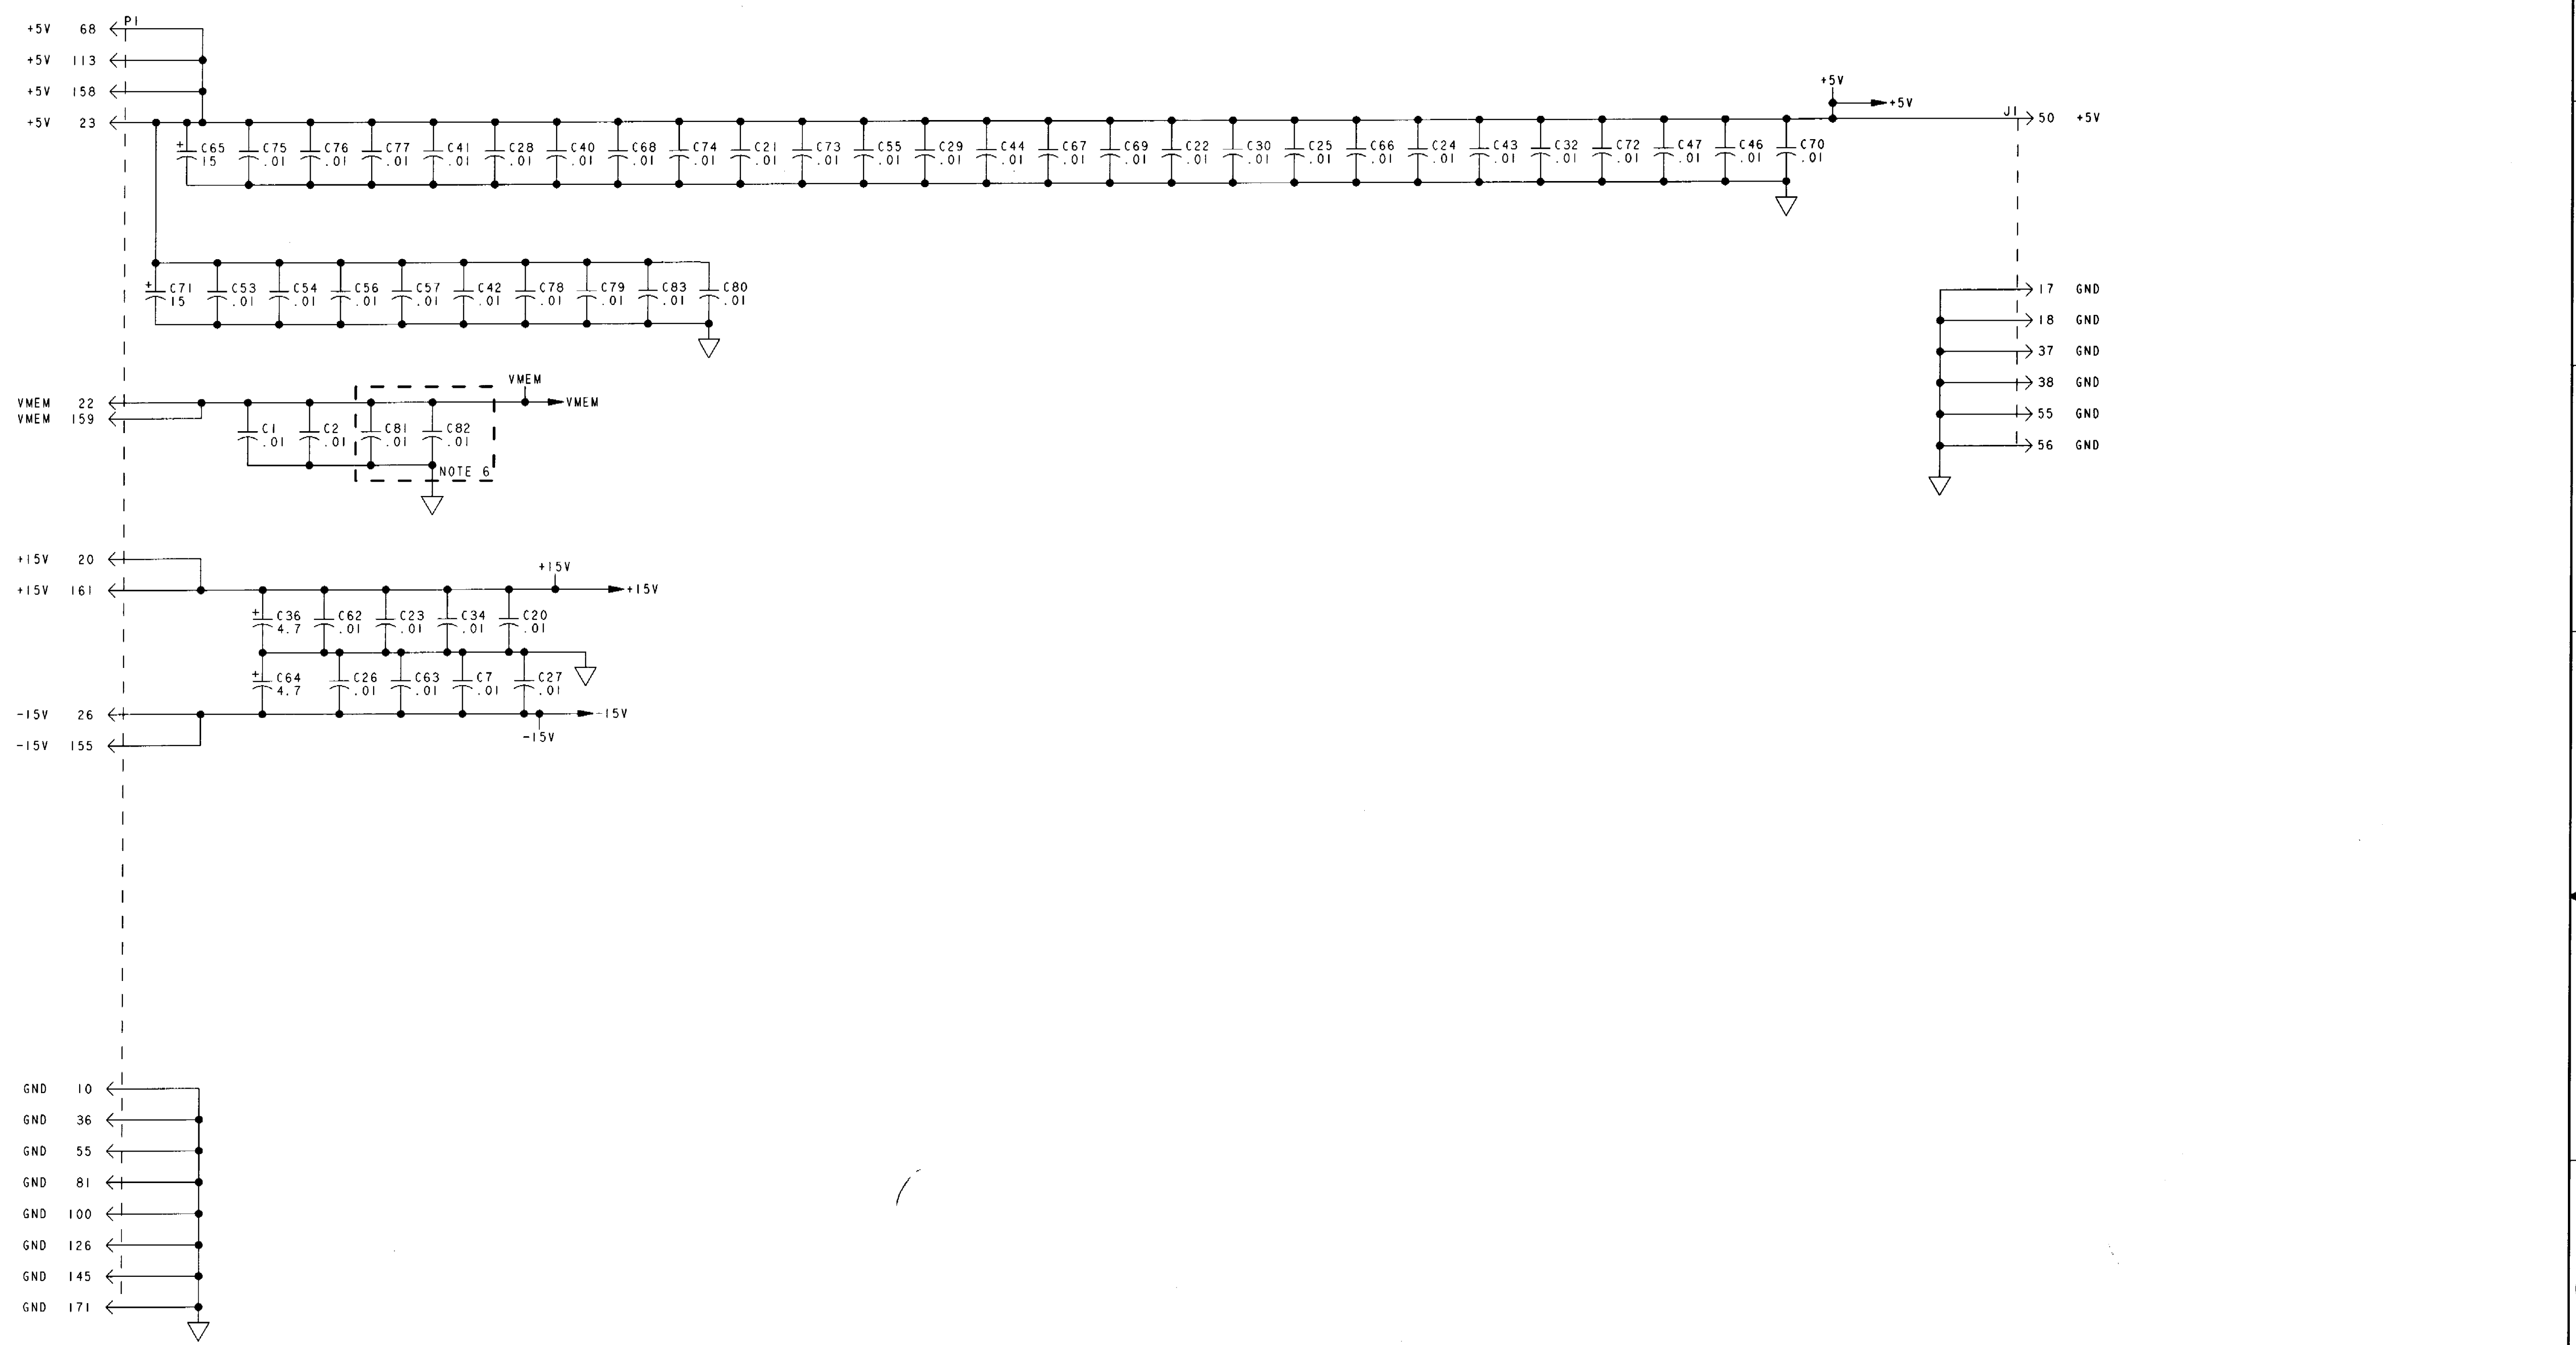 P1
+5V 68
+5V 113
+5V 158
+5V 23
+5V
+5V
J1
50 +5V
C65 C75 C76 C77 C41 C28 C40 C68 C74 C21 C73 C55 C29 C44 C67 C69 C22 C30 C25 C66 C24 C43 C32 C72 C47 C46 C70
+ 15 .01 .01 .01 .01 .01 .01 .01 .01 .01 .01 .01 .01 .01 .01 .01 .01 .01 .01 .01 .01 .01 .01 .01 .01 .01 .01
C71 C53 C54 C56 C57 C42 C78 C79 C83 C80
+ 15 .01 .01 .01 .01 .01 .01 .01 .01 .01
17 GND
18 GND
37 GND
38 GND
55 GND
56 GND
VMEM
VMEM 22
VMEM
VMEM 159
C1 C2 C81 C82
.01 .01 .01 .01
NOTE 6
+15V 20
+15V
+15V 161
+15V
C36 C62 C23 C34 C20
+ 4.7 .01 .01 .01 .01
C64 C26 C63 C7 C27
+ 4.7 .01 .01 .01 .01
-15V 26
-15V
-15V
-15V 155
GND 10
GND 36
GND 55
GND 81
GND 100
GND 126
GND 145
GND 171